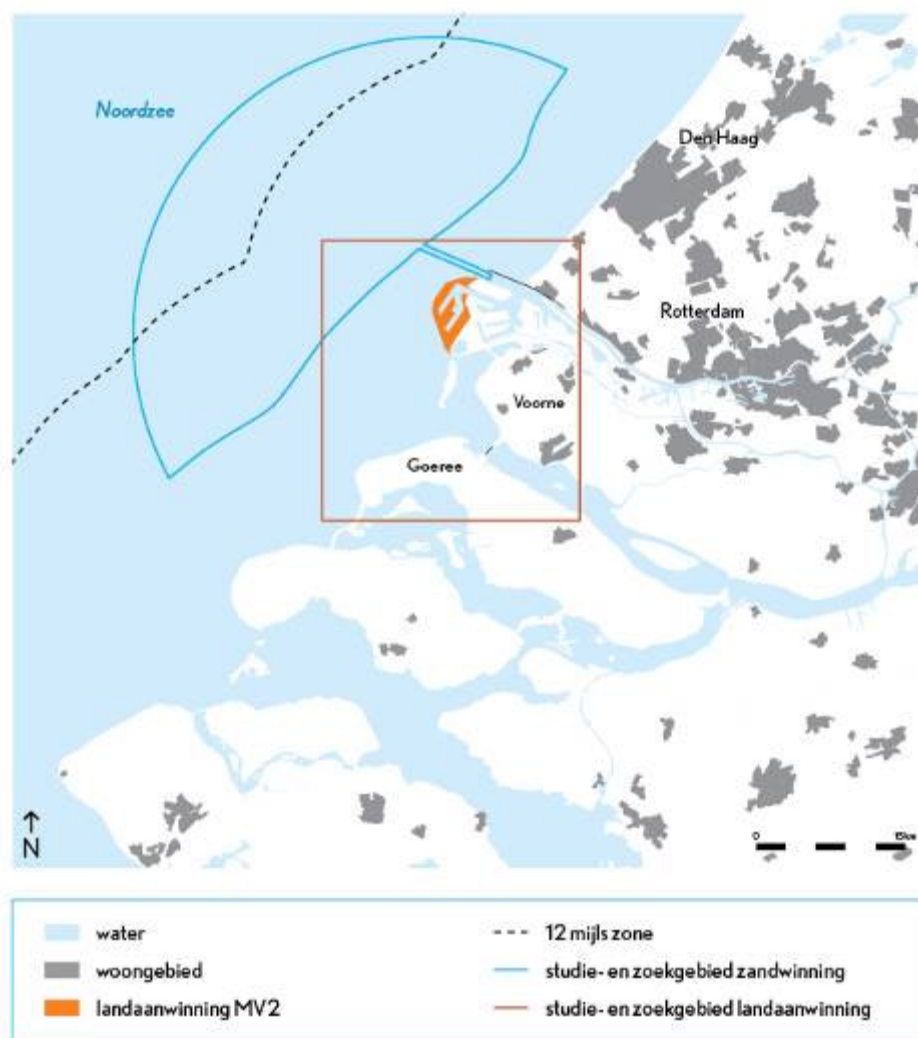 Noordzee
Den Haag
Rotterdam
Voorne
Goeree
N
0 15km
water
woongebied
landaanwinning MV2
12 mijls zone
studie- en zoekgebied zandwinning
studie- en zoekgebied landaanwinning